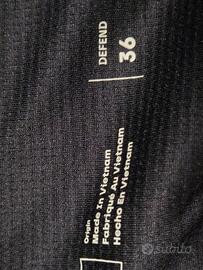 DEFEND
36
Origin
Made In Vietnam
Fabriqué Au Vietnam
Hecho En Vietnam
subito